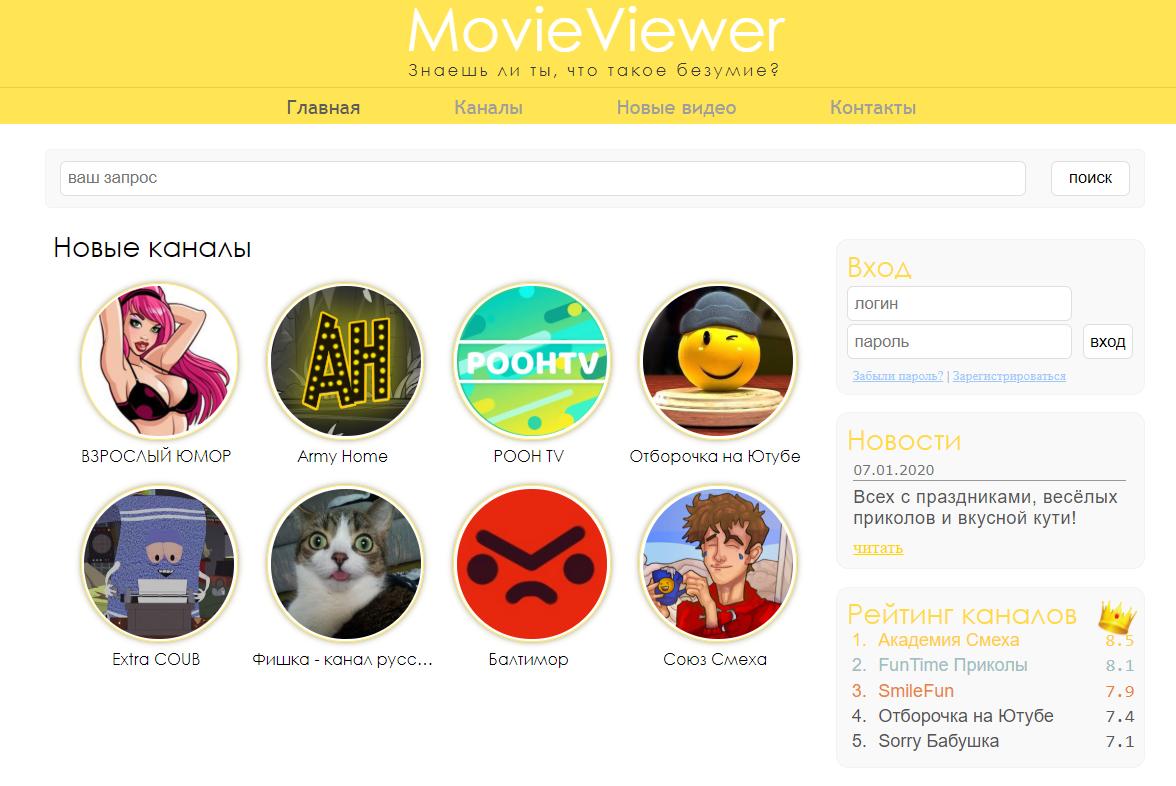 MovieViewer
Знаешь ли ты, что такое безумие?
Главная Каналы Новые видео Контакты
ваш запрос поиск
Новые каналы
AH
POOHTV
ВЗРОСЛЫЙ ЮМОР Army Home POOH TV Отборочка на Ютубе
Extra COUB Фишка - канал русс... Балтимор Союз Смеха
Вход
логин
пароль вход
Забыли пароль? | Зарегистрироваться
Новости
07.01.2020
Всех с праздниками, весёлых
приколов и вкусной кути!
читать
Рейтинг каналов
1. Академия Смеха 8.5
2. FunTime Приколы 8.1
3. SmileFun 7.9
4. Отборочка на Ютубе 7.4
5. Sorry Бабушка 7.1